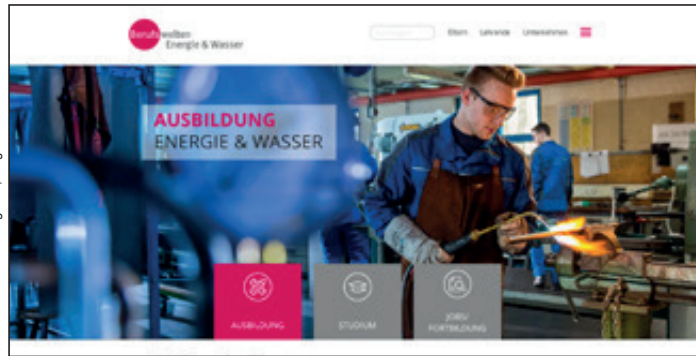 Berufswelten
Energie & Wasser
Eltern Lehrende Unternehmen
AUSBILDUNG
ENERGIE & WASSER
AUSBILDUNG
STUDIUM
JOBS/
FORTBILDUNG